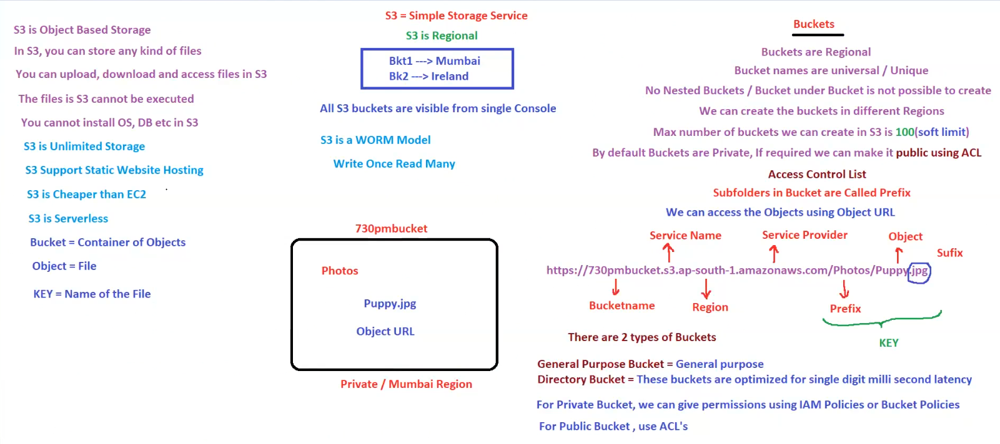 S3 is Object Based Storage
In S3, you can store any kind of files
You can upload, download and access files in S3
The files is S3 cannot be executed
You cannot install OS, DB etc in S3
S3 is Unlimited Storage
S3 Support Static Website Hosting
S3 is Cheaper than EC2
S3 is Serverless
Bucket = Container of Objects
Object = File
KEY = Name of the File
S3 = Simple Storage Service
S3 is Regional
Bkt1 ---> Mumbai
Bk2 ---> Ireland
All S3 buckets are visible from single Console
S3 is a WORM Model
Write Once Read Many
730pmbucket
Photos
Puppy.jpg
Object URL
Private / Mumbai Region
Buckets
Buckets are Regional
Bucket names are universal / Unique
No Nested Buckets / Bucket under Bucket is not possible to create
We can create the buckets in different Regions
Max number of buckets we can create in S3 is 100(soft limit)
By default Buckets are Private, If required we can make it public using ACL
Access Control List
Subfolders in Bucket are Called Prefix
We can access the Objects using Object URL
Service Name Service Provider Object
Sufix
https://730pmbucket.s3.ap-south-1.amazonaws.com/Photos/Puppy.jpg
Bucketname Region Prefix
KEY
There are 2 types of Buckets
General Purpose Bucket = General purpose
Directory Bucket = These buckets are optimized for single digit milli second latency
For Private Bucket, we can give permissions using IAM Policies or Bucket Policies
For Public Bucket , use ACL's